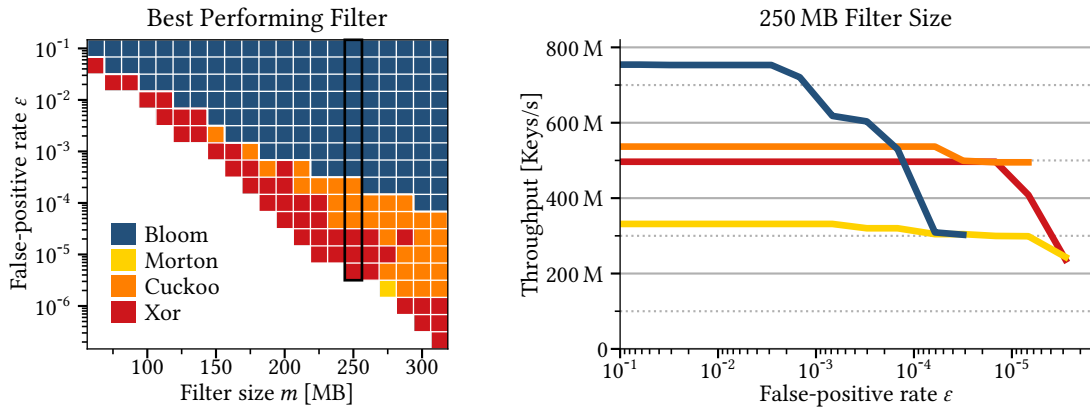 Best Performing Filter
False-positive rate ε
10⁻¹
10⁻²
10⁻³
10⁻⁴
10⁻⁵
10⁻⁶
Bloom
Morton
Cuckoo
Xor
100 150 200 250 300
Filter size m [MB]
250 MB Filter Size
Throughput [Keys/s]
800 M
600 M
400 M
200 M
0
10⁻¹ 10⁻² 10⁻³ 10⁻⁴ 10⁻⁵
False-positive rate ε